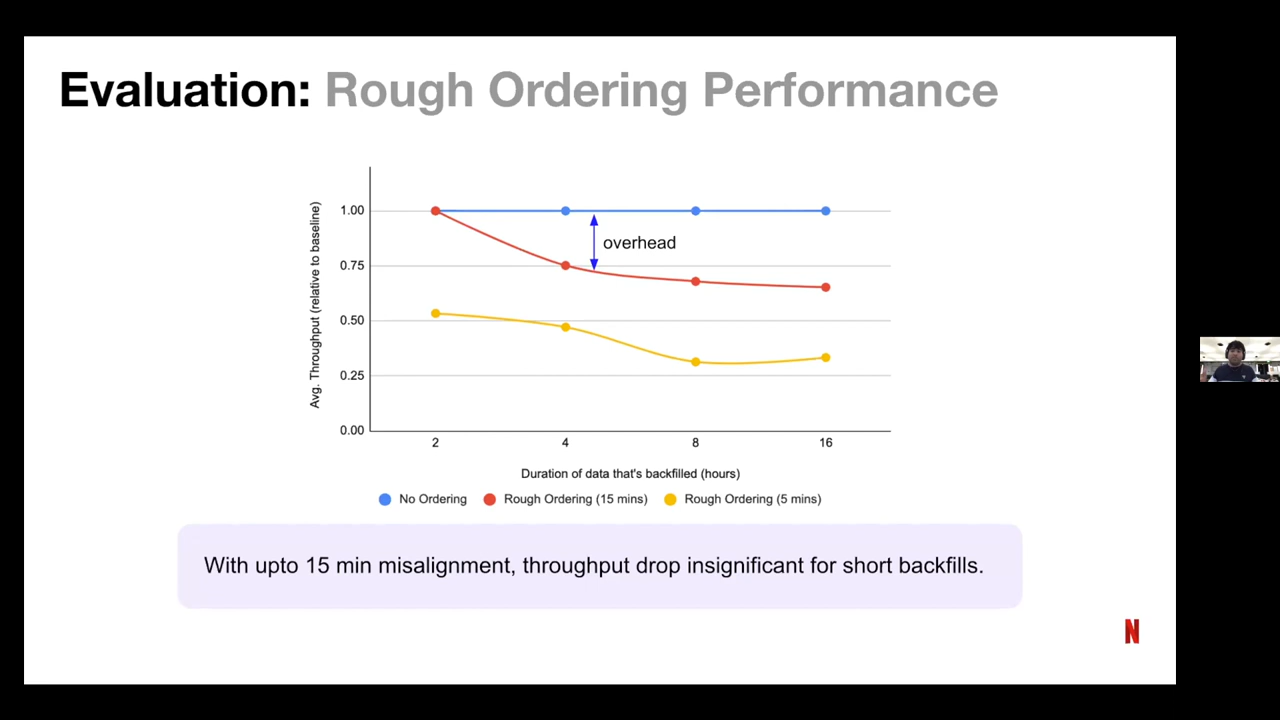 Evaluation: Rough Ordering Performance
Avg. Throughput (relative to baseline)
1.00
0.75
0.50
0.25
0.00
overhead
2 4 8 16
Duration of data that's backfilled (hours)
No Ordering Rough Ordering (15 mins) Rough Ordering (5 mins)
With upto 15 min misalignment, throughput drop insignificant for short backfills.
N